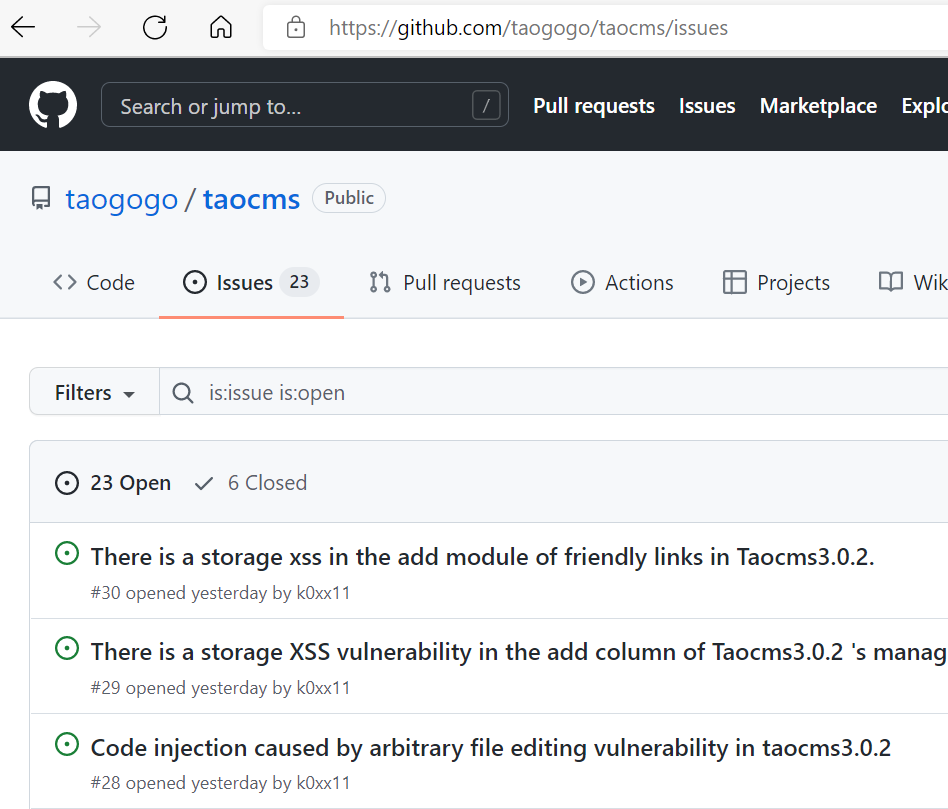 https://github.com/taogogo/taocms/issues
Search or jump to... / Pull requests Issues Marketplace Explo
taogogo / taocms Public
Code Issues 23 Pull requests Actions Projects Wik
Filters is:issue is:open
23 Open 6 Closed
There is a storage xss in the add module of friendly links in Taocms3.0.2.
#30 opened yesterday by k0xx11
There is a storage XSS vulnerability in the add column of Taocms3.0.2 's manag
#29 opened yesterday by k0xx11
Code injection caused by arbitrary file editing vulnerability in taocms3.0.2
#28 opened yesterday by k0xx11